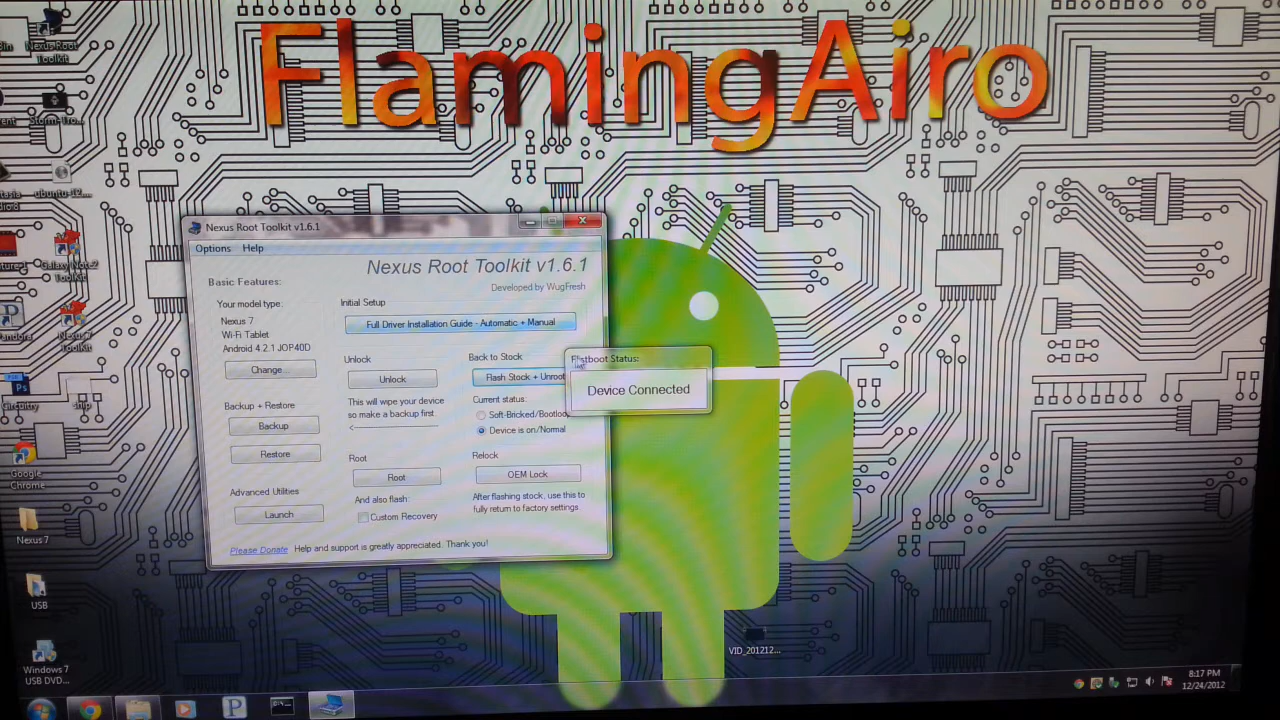 FlamingAiro
Nexus Root
Toolkit
Storm-Tro...
ubuntu-12....
Galaxy Note 2
ToolKit
Nexus 7
Toolkit
Circuitry
ship
Google
Chrome
Nexus 7
USB
Windows 7
USB DVD...
Nexus Root Toolkit v1.6.1
Options Help
Nexus Root Toolkit v1.6.1
Developed by WugFresh
Basic Features:
Your model type:
Nexus 7
Wi-Fi Tablet
Android 4.2.1 JOP40D
Change
Backup + Restore
Backup
Restore
Advanced Utilities
Launch
Initial Setup
Full Driver Installation Guide - Automatic + Manual
Unlock
Unlock
This will wipe your device
so make a backup first.
<--------------------
Root
Root
And also flash:
Custom Recovery
Back to Stock
Flash Stock + Unroot
Current status:
Soft-Bricked/Bootloop
Device is on/Normal
Relock
OEM Lock
After flashing stock, use this to
fully return to factory settings
Please Donate Help and support is greatly appreciated. Thank you!
Fastboot Status:
Device Connected
VID_201212...
8:17 PM
12/24/2012